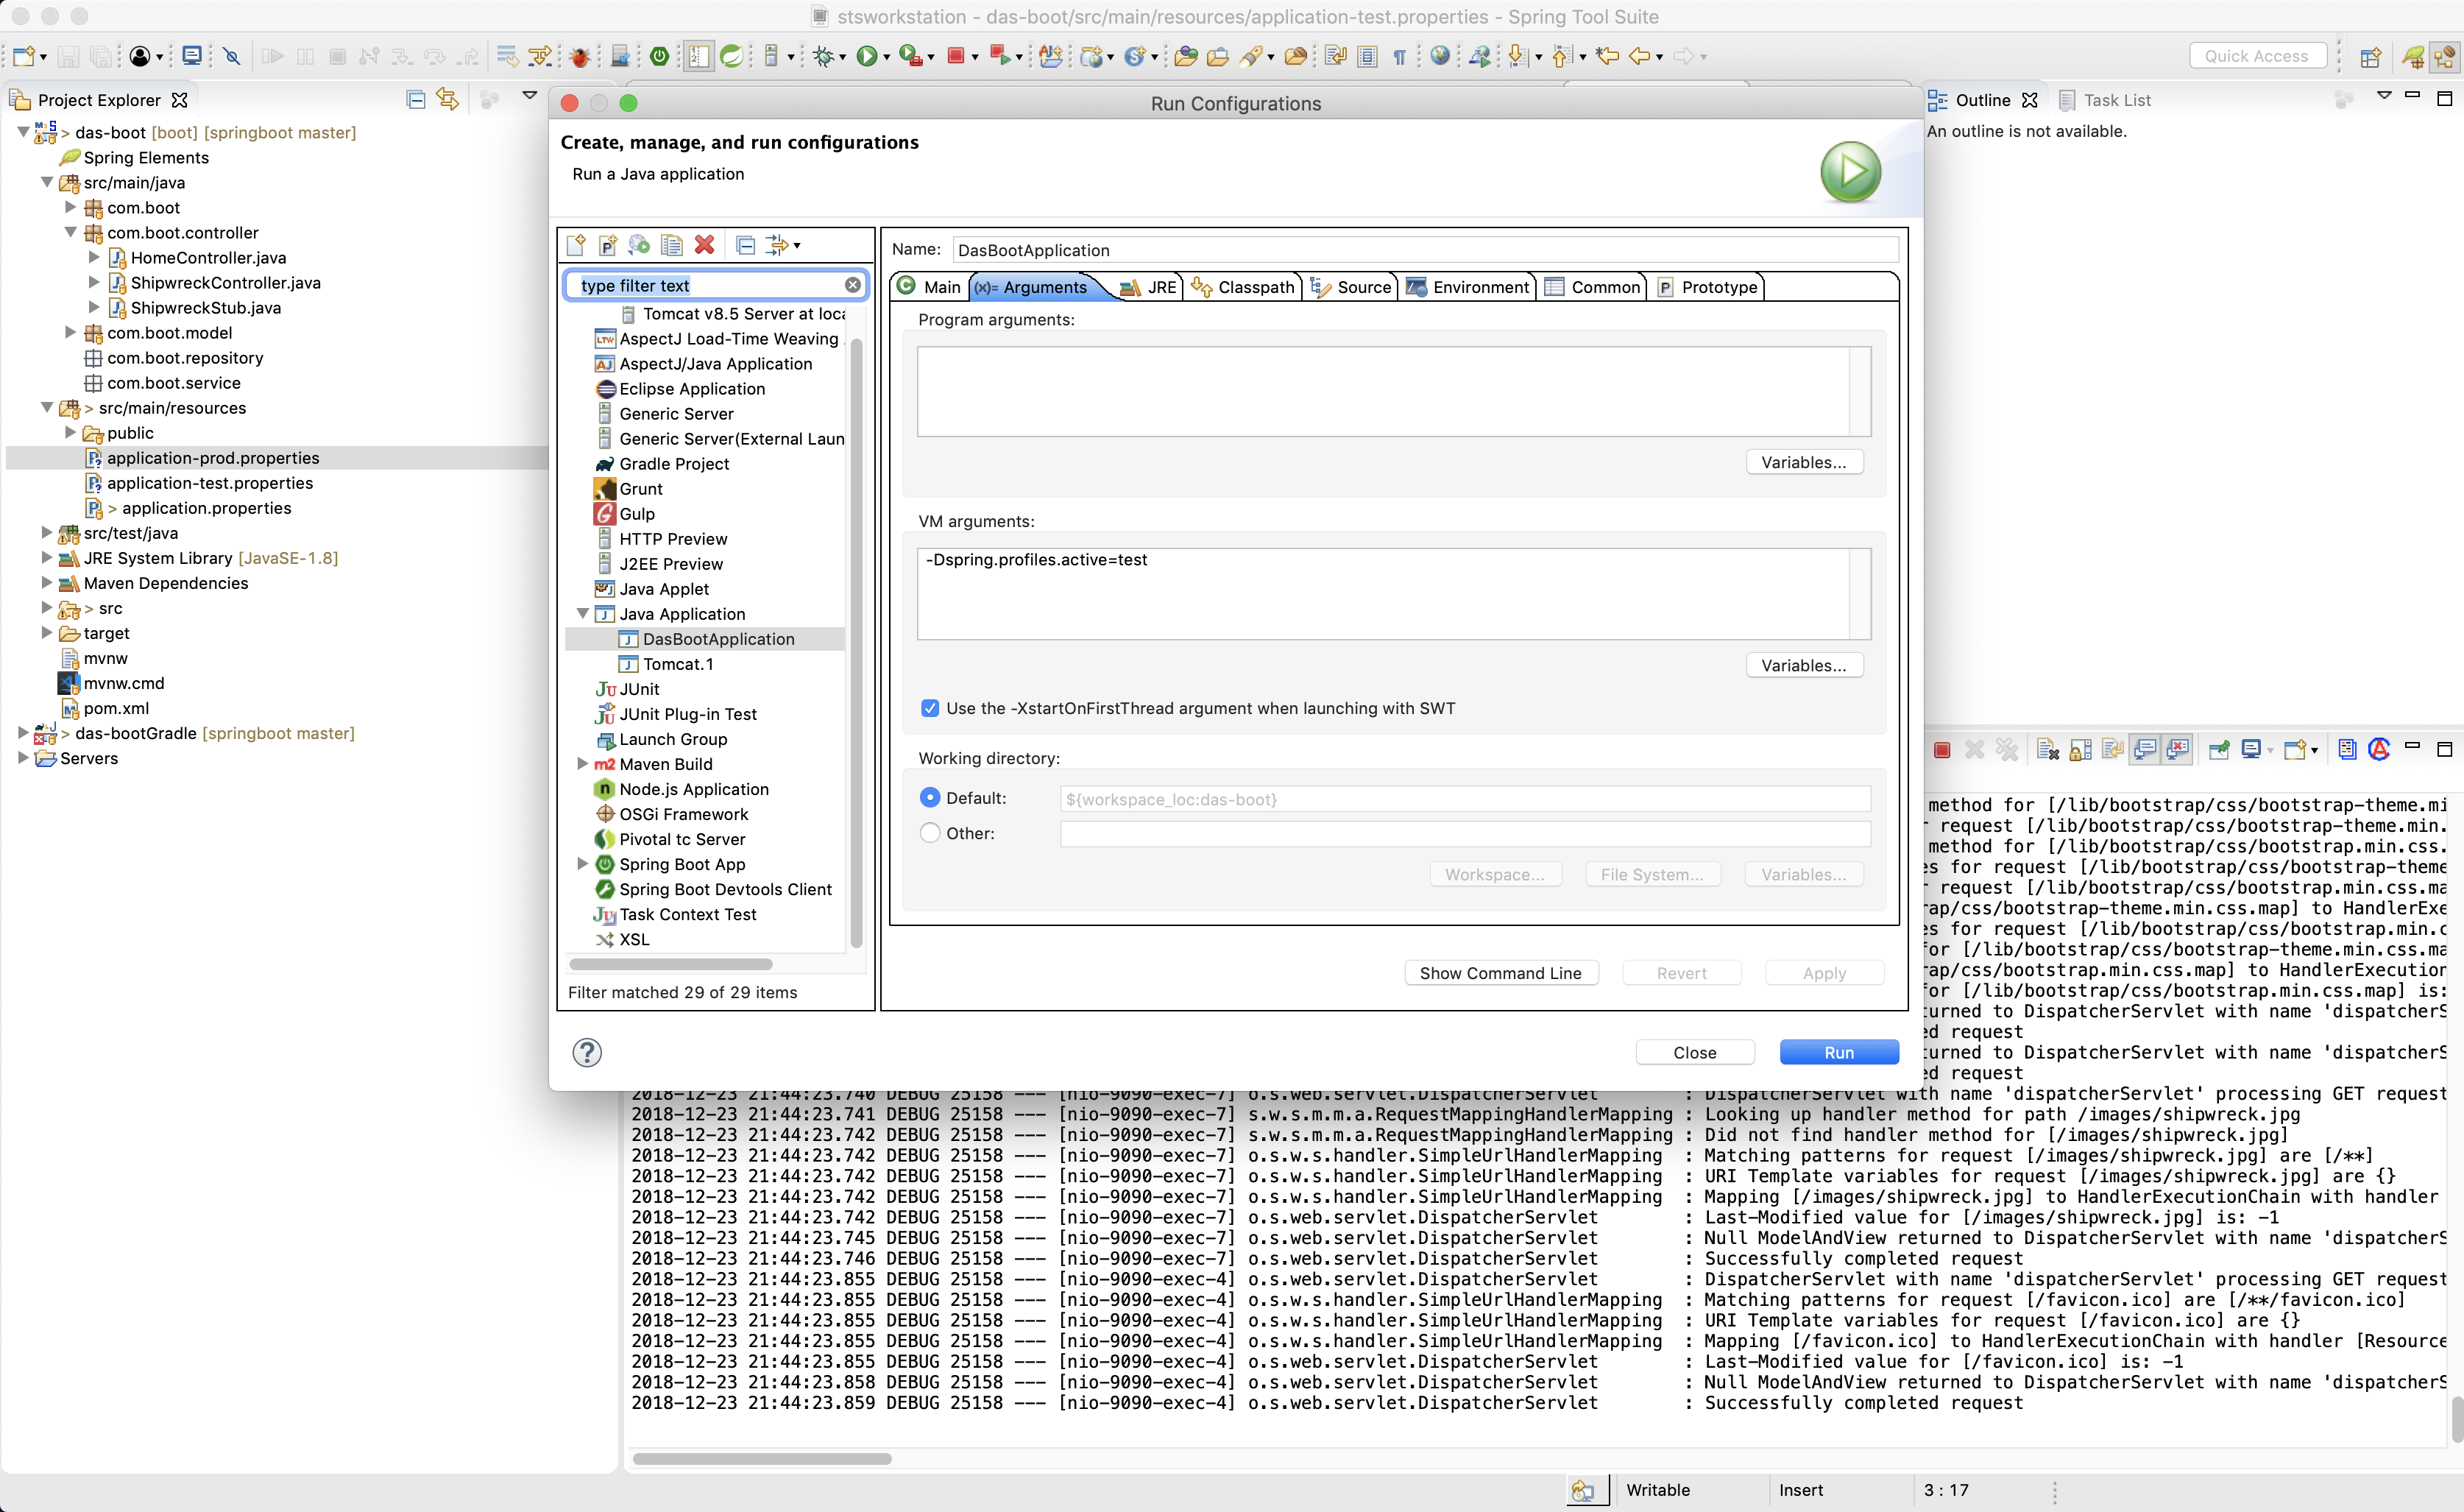 stsworkstation - das-boot/src/main/resources/application-test.properties - Spring Tool Suite
Quick Access
Project Explorer
> das-boot [boot] [springboot master]
Spring Elements
src/main/java
com.boot
com.boot.controller
HomeController.java
ShipwreckController.java
ShipwreckStub.java
com.boot.model
com.boot.repository
com.boot.service
> src/main/resources
public
application-prod.properties
application-test.properties
> application.properties
src/test/java
JRE System Library [JavaSE-1.8]
Maven Dependencies
> src
target
mvnw
mvnw.cmd
pom.xml
> das-bootGradle [springboot master]
Servers
Run Configurations
Create, manage, and run configurations
Run a Java application
type filter text
Tomcat v8.5 Server at loca
AspectJ Load-Time Weaving
AspectJ/Java Application
Eclipse Application
Generic Server
Generic Server(External Laun
Gradle Project
Grunt
Gulp
HTTP Preview
J2EE Preview
Java Applet
Java Application
DasBootApplication
Tomcat.1
JUnit
JUnit Plug-in Test
Launch Group
Maven Build
Node.js Application
OSGi Framework
Pivotal tc Server
Spring Boot App
Spring Boot Devtools Client
Task Context Test
XSL
Filter matched 29 of 29 items
Name: DasBootApplication
Main (x)= Arguments JRE Classpath Source Environment Common Prototype
Program arguments:
Variables...
VM arguments:
-Dspring.profiles.active=test
Variables...
Use the -XstartOnFirstThread argument when launching with SWT
Working directory:
Default: ${workspace_loc:das-boot}
Other:
Workspace... File System... Variables...
Show Command Line Revert Apply
Close Run
Outline Task List
An outline is not available.
method for [/lib/bootstrap/css/bootstrap-theme.mi
r request [/lib/bootstrap/css/bootstrap-theme.min.
method for [/lib/bootstrap/css/bootstrap.min.css.
es for request [/lib/bootstrap/css/bootstrap-theme
r request [/lib/bootstrap/css/bootstrap.min.css.ma
rap/css/bootstrap-theme.min.css.map] to HandlerExe
es for request [/lib/bootstrap/css/bootstrap.min.c
for [/lib/bootstrap/css/bootstrap-theme.min.css.ma
rap/css/bootstrap.min.css.map] to HandlerExecution
for [/lib/bootstrap/css/bootstrap.min.css.map] is:
turned to DispatcherServlet with name 'dispatcherS
ed request
turned to DispatcherServlet with name 'dispatcherS
ed request
2018-12-23 21:44:23.740 DEBUG 25158 --- [nio-9090-exec-7] o.s.web.servlet.DispatcherServlet : DispatcherServlet with name 'dispatcherServlet' processing GET request
2018-12-23 21:44:23.741 DEBUG 25158 --- [nio-9090-exec-7] s.w.s.m.m.a.RequestMappingHandlerMapping : Looking up handler method for path /images/shipwreck.jpg
2018-12-23 21:44:23.742 DEBUG 25158 --- [nio-9090-exec-7] s.w.s.m.m.a.RequestMappingHandlerMapping : Did not find handler method for [/images/shipwreck.jpg]
2018-12-23 21:44:23.742 DEBUG 25158 --- [nio-9090-exec-7] o.s.w.s.handler.SimpleUrlHandlerMapping : Matching patterns for request [/images/shipwreck.jpg] are [/**]
2018-12-23 21:44:23.742 DEBUG 25158 --- [nio-9090-exec-7] o.s.w.s.handler.SimpleUrlHandlerMapping : URI Template variables for request [/images/shipwreck.jpg] are {}
2018-12-23 21:44:23.742 DEBUG 25158 --- [nio-9090-exec-7] o.s.w.s.handler.SimpleUrlHandlerMapping : Mapping [/images/shipwreck.jpg] to HandlerExecutionChain with handler
2018-12-23 21:44:23.742 DEBUG 25158 --- [nio-9090-exec-7] o.s.web.servlet.DispatcherServlet : Last-Modified value for [/images/shipwreck.jpg] is: -1
2018-12-23 21:44:23.745 DEBUG 25158 --- [nio-9090-exec-7] o.s.web.servlet.DispatcherServlet : Null ModelAndView returned to DispatcherServlet with name 'dispatcherS
2018-12-23 21:44:23.746 DEBUG 25158 --- [nio-9090-exec-7] o.s.web.servlet.DispatcherServlet : Successfully completed request
2018-12-23 21:44:23.855 DEBUG 25158 --- [nio-9090-exec-4] o.s.web.servlet.DispatcherServlet : DispatcherServlet with name 'dispatcherServlet' processing GET request
2018-12-23 21:44:23.855 DEBUG 25158 --- [nio-9090-exec-4] o.s.w.s.handler.SimpleUrlHandlerMapping : Matching patterns for request [/favicon.ico] are [/**/favicon.ico]
2018-12-23 21:44:23.855 DEBUG 25158 --- [nio-9090-exec-4] o.s.w.s.handler.SimpleUrlHandlerMapping : URI Template variables for request [/favicon.ico] are {}
2018-12-23 21:44:23.855 DEBUG 25158 --- [nio-9090-exec-4] o.s.w.s.handler.SimpleUrlHandlerMapping : Mapping [/favicon.ico] to HandlerExecutionChain with handler [Resource
2018-12-23 21:44:23.855 DEBUG 25158 --- [nio-9090-exec-4] o.s.web.servlet.DispatcherServlet : Last-Modified value for [/favicon.ico] is: -1
2018-12-23 21:44:23.858 DEBUG 25158 --- [nio-9090-exec-4] o.s.web.servlet.DispatcherServlet : Null ModelAndView returned to DispatcherServlet with name 'dispatcherS
2018-12-23 21:44:23.859 DEBUG 25158 --- [nio-9090-exec-4] o.s.web.servlet.DispatcherServlet : Successfully completed request
Writable Insert 3 : 17